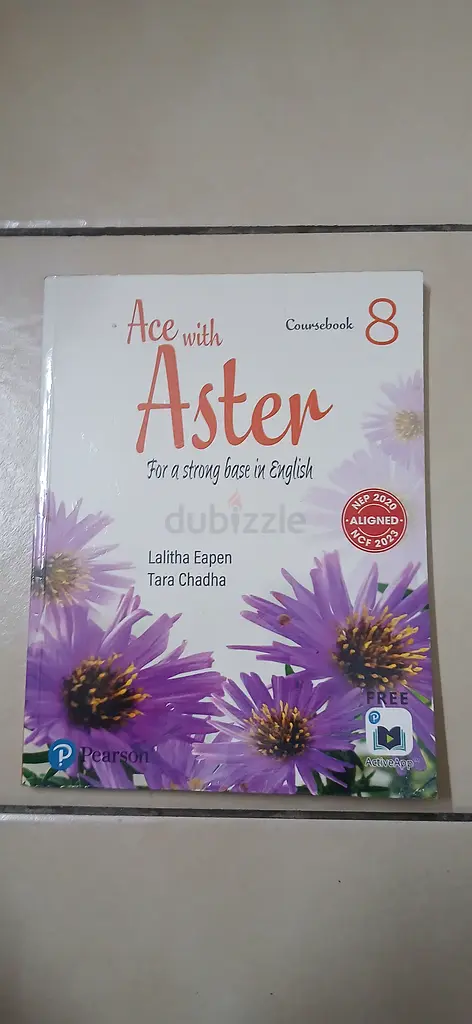 Ace with
Coursebook 8
Aster
For a strong base in English
NEP 2020
ALIGNED
NCF 2023
dubizzle
Lalitha Eapen
Tara Chadha
FREE
Pearson
ActiveApp